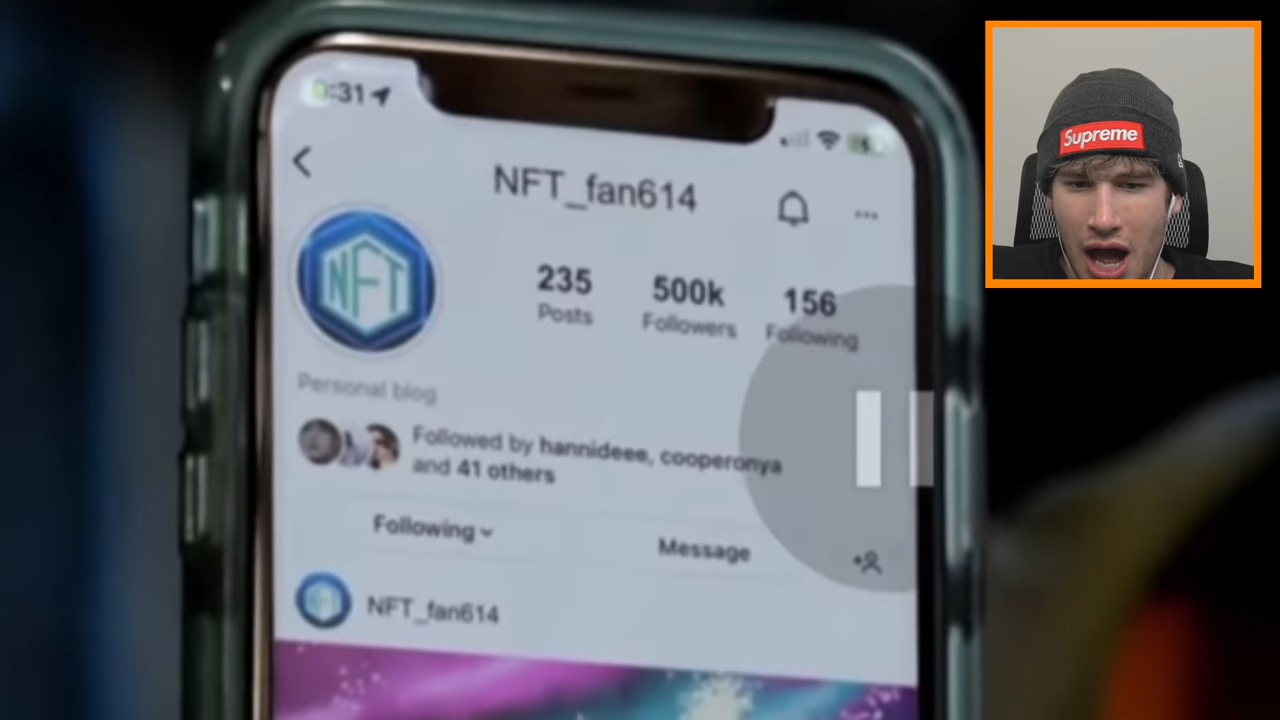 :31
NFT_fan614
NFT
235 500k 156
Posts Followers Following
Personal blog
Followed by hannideee, cooperonya
and 41 others
Following Message
NFT_fan614
Supreme